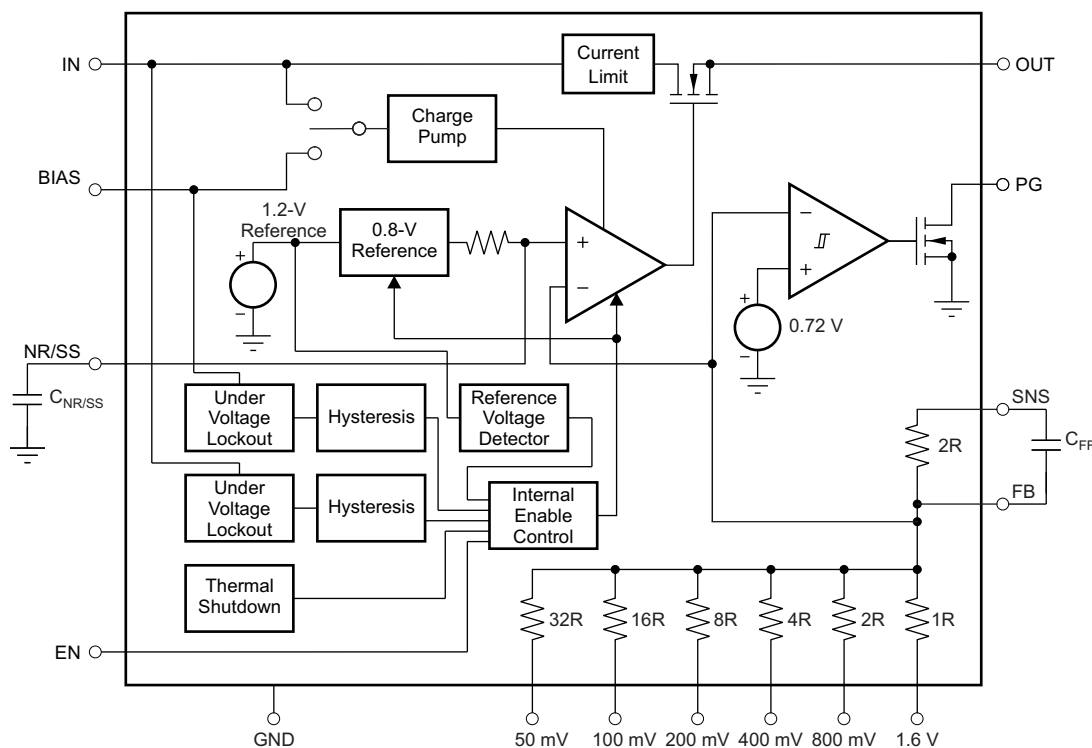 IN
Current
Limit
OUT
Charge
Pump
BIAS
PG
1.2-V
Reference
0.8-V
Reference
+
−
+
−
−
+
+
−
0.72 V
NR/SS
CNR/SS
Under
Voltage
Lockout
Hysteresis
Reference
Voltage
Detector
SNS
2R
CFF
FB
Under
Voltage
Lockout
Hysteresis
Internal
Enable
Control
Thermal
Shutdown
32R
16R
8R
4R
2R
1R
EN
GND
50 mV
100 mV
200 mV
400 mV
800 mV
1.6 V